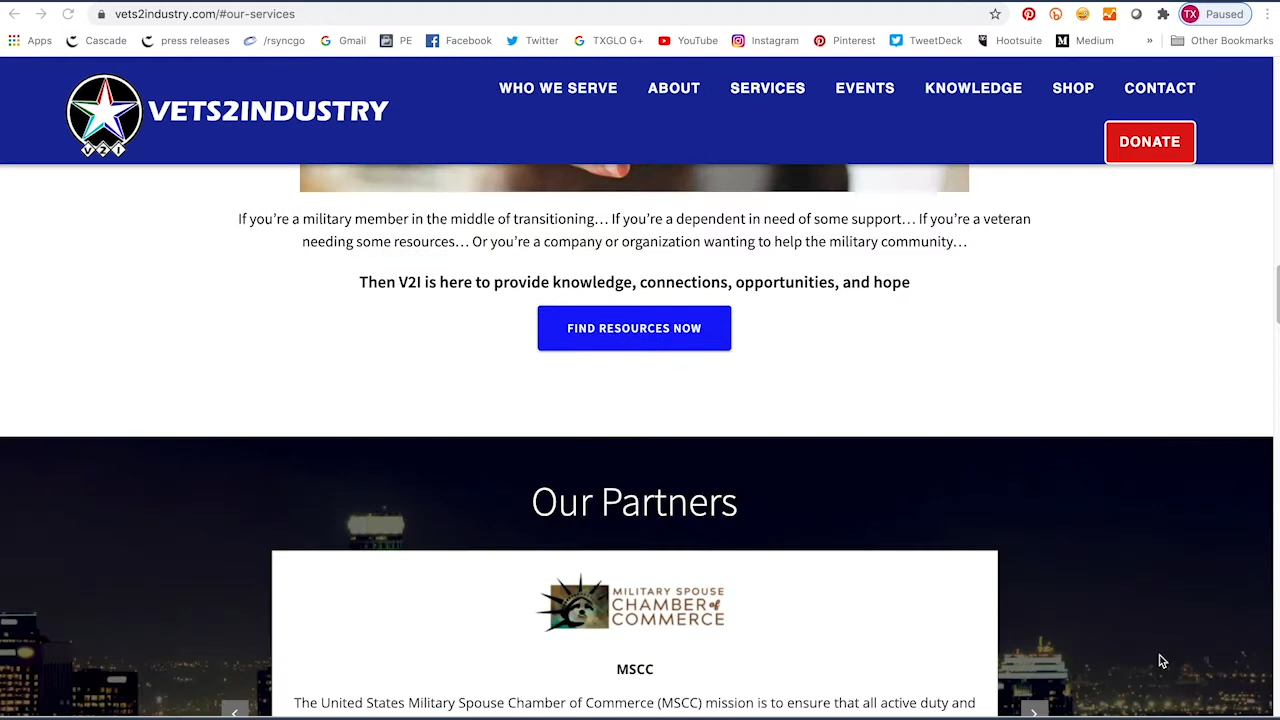 vets2industry.com/#our-services
TX Paused
Apps Cascade press releases /rsyncgo Gmail PE Facebook Twitter TXGLO G+ YouTube Instagram Pinterest TweetDeck Hootsuite Medium » Other Bookmarks
VETS2INDUSTRY
V2I
WHO WE SERVE ABOUT SERVICES EVENTS KNOWLEDGE SHOP CONTACT
DONATE
If you're a military member in the middle of transitioning… If you're a dependent in need of some support… If you're a veteran
needing some resources… Or you're a company or organization wanting to help the military community…
Then V2I is here to provide knowledge, connections, opportunities, and hope
FIND RESOURCES NOW
Our Partners
MILITARY SPOUSE
CHAMBER of
COMMERCE
MSCC
The United States Military Spouse Chamber of Commerce (MSCC) mission is to ensure that an active duty and